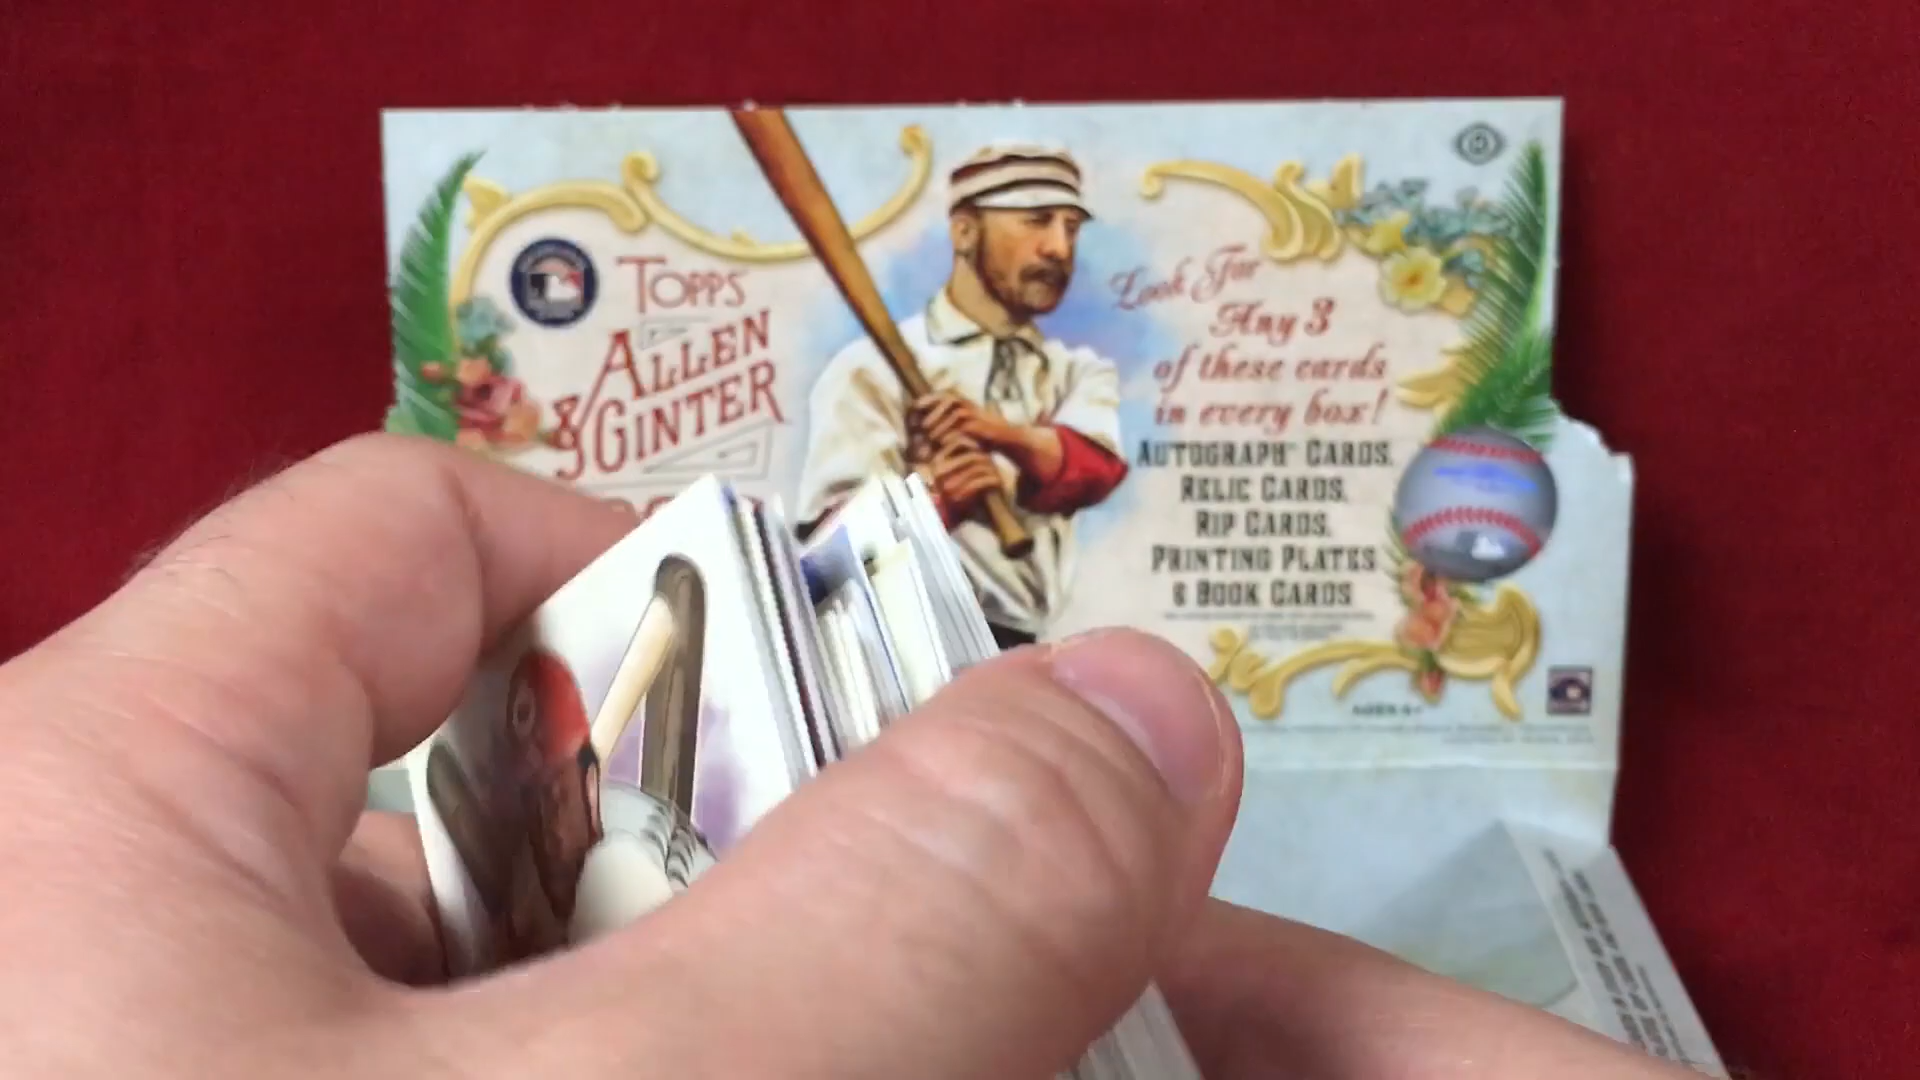 TOPPS
ALLEN
& GINTER
Look For
Any 3
of these cards
in every box!
AUTOGRAPH CARDS,
RELIC CARDS,
RIP CARDS,
PRINTING PLATES
& BOOK CARDS